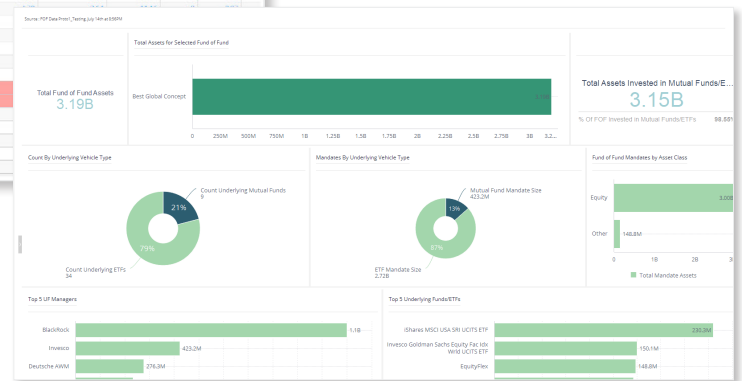 Source: FOF Data Prost1_Testing July 14th at 6:56PM
Total Assets for Selected Fund of Fund
Total Fund of Fund Assets
3.19B
Best Global Concept
0 250M 500M 750M 1B 1.25B 1.5B 1.75B 2B 2.25B 2.5B 2.75B 3B 3.2...
Total Assets Invested in Mutual Funds/E...
3.15B
% Of FOF Invested in Mutual Funds/ETFs
Count By Underlying Vehicle Type
Count Underlying Mutual Funds
9
21%
79%
Count Underlying ETFs
34
Mandates By Underlying Vehicle Type
Mutual Fund Mandate Size
423.2M
13%
87%
ETF Mandate Size
2.72B
Fund of Fund Mandates by Asset Class
Equity
3.00B
Other 148.8M
0 1B 2B 3
Total Mandate Assets
Top 5 UF Managers
BlackRock 1.1B
Invesco 423.2M
Deutsche AWM 276.3M
Top 5 Underlying Funds/ETFs
iShares MSCI USA SRI UCITS ETF 230.3M
Invesco Goldman Sachs Equity Fac Idx
Wrld UCITS ETF 150.1M
EquityFlex 148.8M